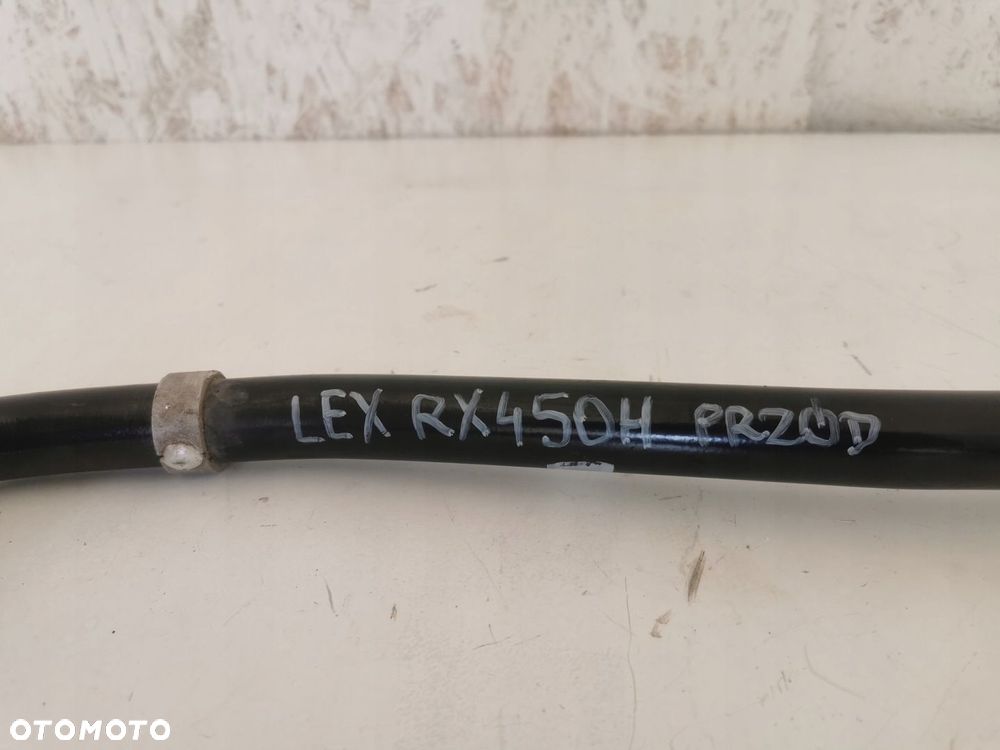 LEX RX450H PRZÓD
OTOMOTO